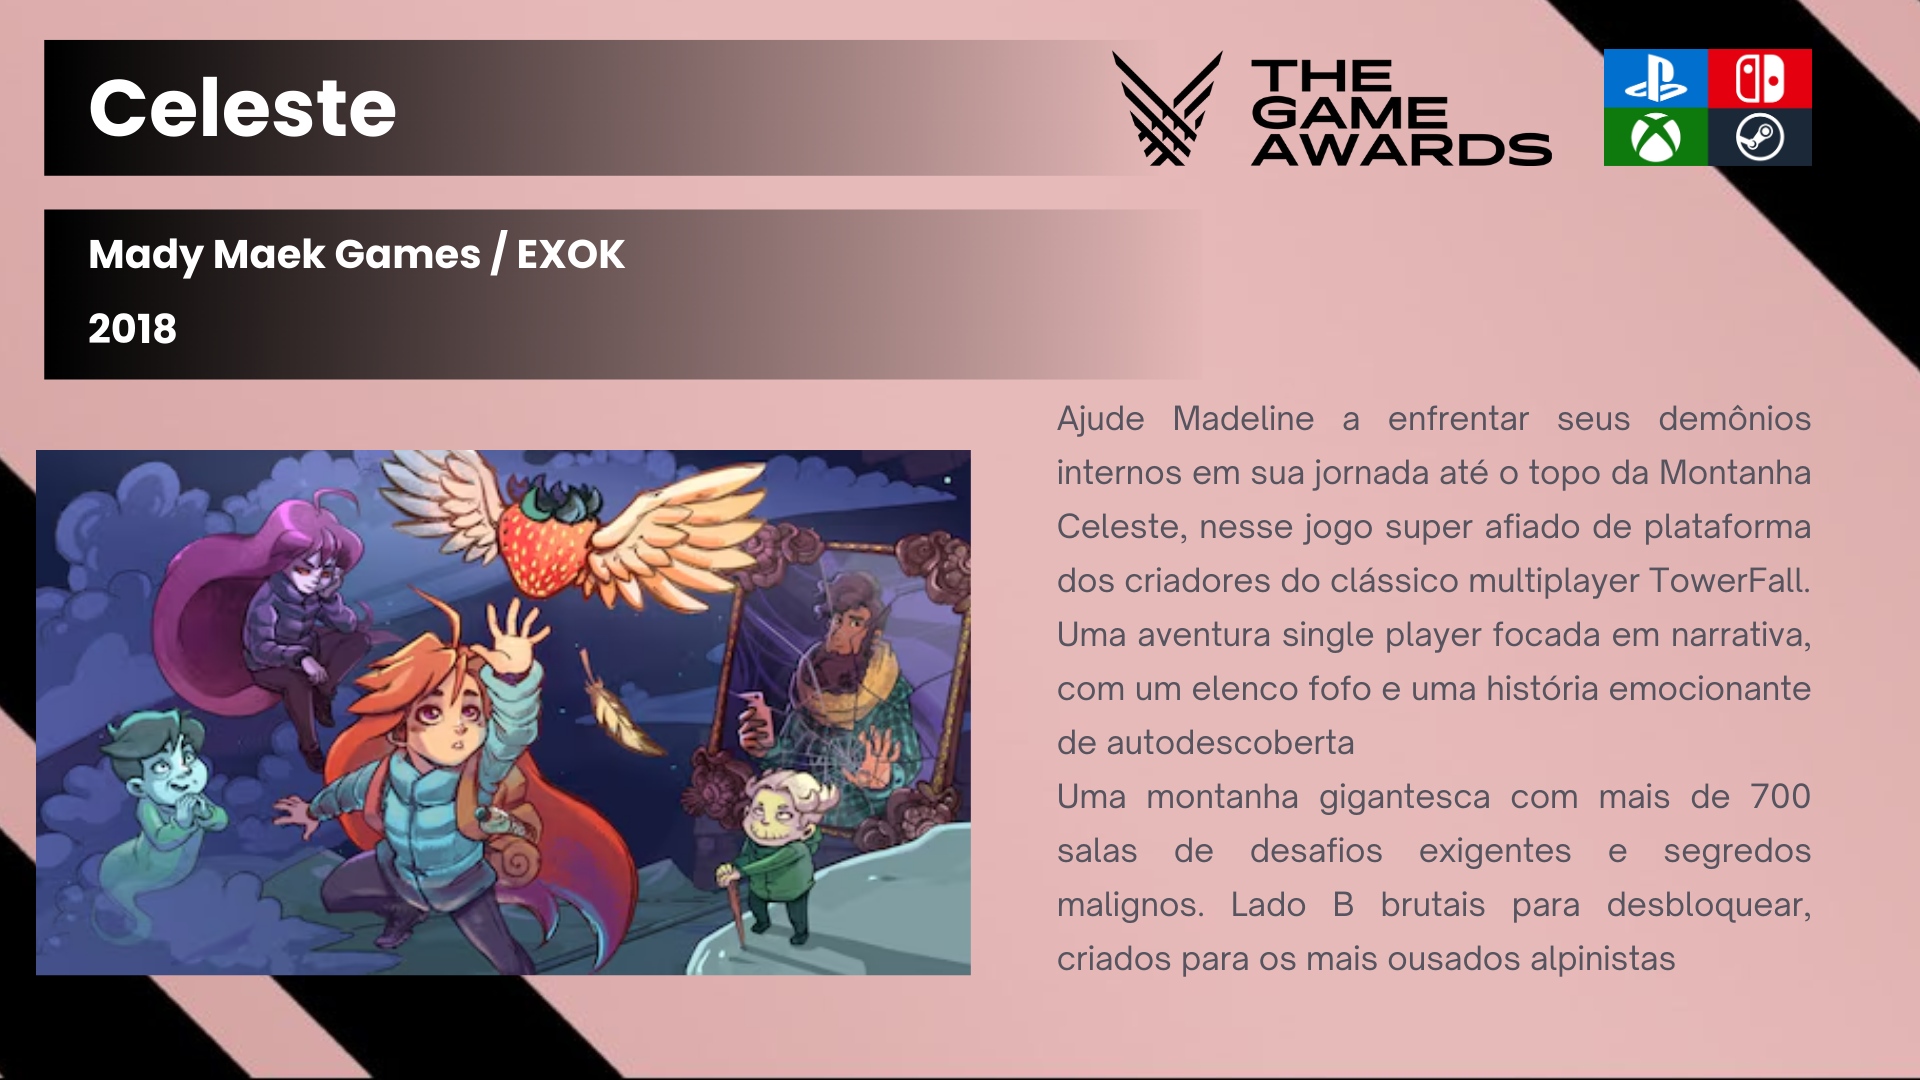 Celeste
THE
GAME
AWARDS
Mady Maek Games / EXOK
2018
Ajude Madeline a enfrentar seus demônios
internos em sua jornada até o topo da Montanha
Celeste, nesse jogo super afiado de plataforma
dos criadores do clássico multiplayer TowerFall.
Uma aventura single player focada em narrativa,
com um elenco fofo e uma história emocionante
de autodescoberta
Uma montanha gigantesca com mais de 700
salas de desafios exigentes e segredos
malignos. Lado B brutais para desbloquear,
criados para os mais ousados alpinistas